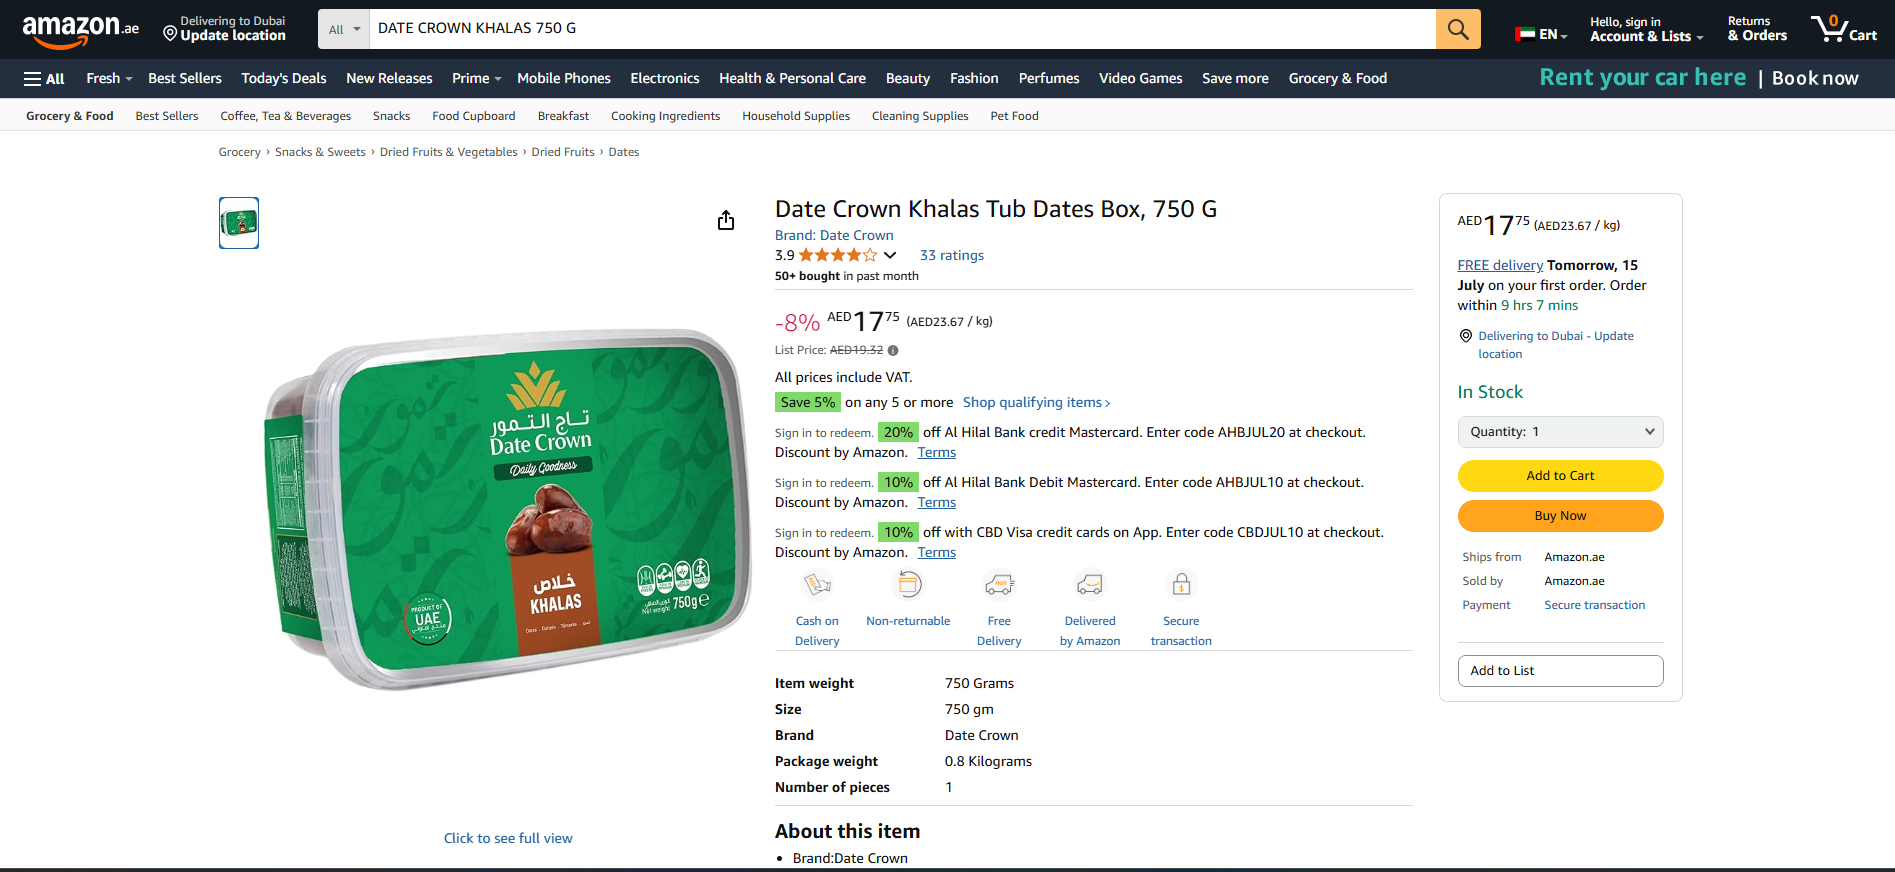 amazon.ae
Delivering to Dubai
Update location
All
DATE CROWN KHALAS 750 G
EN
Hello, sign in
Account & Lists
Returns
& Orders
0
Cart
All
Fresh
Best Sellers
Today's Deals
New Releases
Prime
Mobile Phones
Electronics
Health & Personal Care
Beauty
Fashion
Perfumes
Video Games
Save more
Grocery & Food
Rent your car here | Book now
Grocery & Food
Best Sellers
Coffee, Tea & Beverages
Snacks
Food Cupboard
Breakfast
Cooking Ingredients
Household Supplies
Cleaning Supplies
Pet Food
Grocery › Snacks & Sweets › Dried Fruits & Vegetables › Dried Fruits › Dates
تاج التمور
Date Crown
Daily Goodness
خلاص
KHALAS
PRODUCT OF
UAE
Net weight 750g e
Click to see full view
Date Crown Khalas Tub Dates Box, 750 G
Brand: Date Crown
3.9
33 ratings
50+ bought in past month
-8% AED 17 75 (AED23.67 / kg)
List Price: AED19.32
All prices include VAT.
Save 5% on any 5 or more Shop qualifying items ›
Sign in to redeem. 20% off Al Hilal Bank credit Mastercard. Enter code AHBJUL20 at checkout.
Discount by Amazon. Terms
Sign in to redeem. 10% off Al Hilal Bank Debit Mastercard. Enter code AHBJUL10 at checkout.
Discount by Amazon. Terms
Sign in to redeem. 10% off with CBD Visa credit cards on App. Enter code CBDJUL10 at checkout.
Discount by Amazon. Terms
Cash on
Delivery
Non-returnable
Free
Delivery
Delivered
by Amazon
Secure
transaction
Item weight 750 Grams
Size 750 gm
Brand Date Crown
Package weight 0.8 Kilograms
Number of pieces 1
About this item
• Brand:Date Crown
AED 17 75 (AED23.67 / kg)
FREE delivery Tomorrow, 15
July on your first order. Order
within 9 hrs 7 mins
Delivering to Dubai - Update
location
In Stock
Quantity: 1
Add to Cart
Buy Now
Ships from Amazon.ae
Sold by Amazon.ae
Payment Secure transaction
Add to List